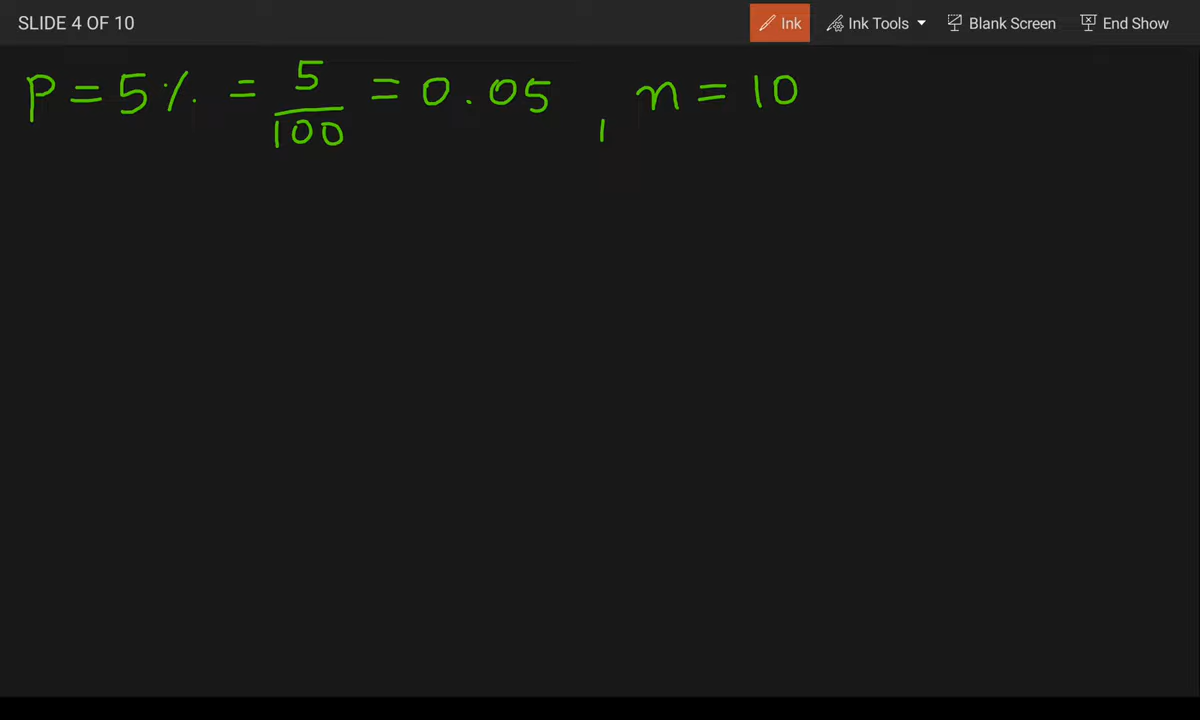 SLIDE 4 OF 10 Ink Ink Tools Blank Screen End Show
P = 5% = 5/100 = 0.05 , n = 10